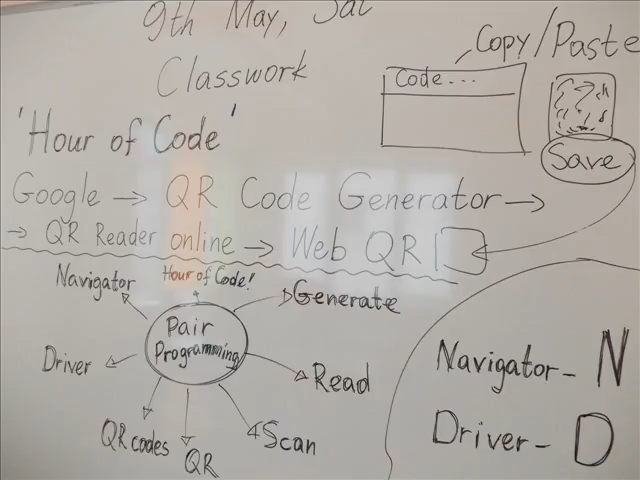 9th May, Sat
Classwork
Copy/Paste
Code...
Save
'Hour of Code'
Google → QR Code Generator →
→ QR Reader online → Web QR
Hour of Code!
Navigator
Generate
Pair
Programming
Driver
Read
QR codes
QR
Scan
Navigator - N
Driver - D